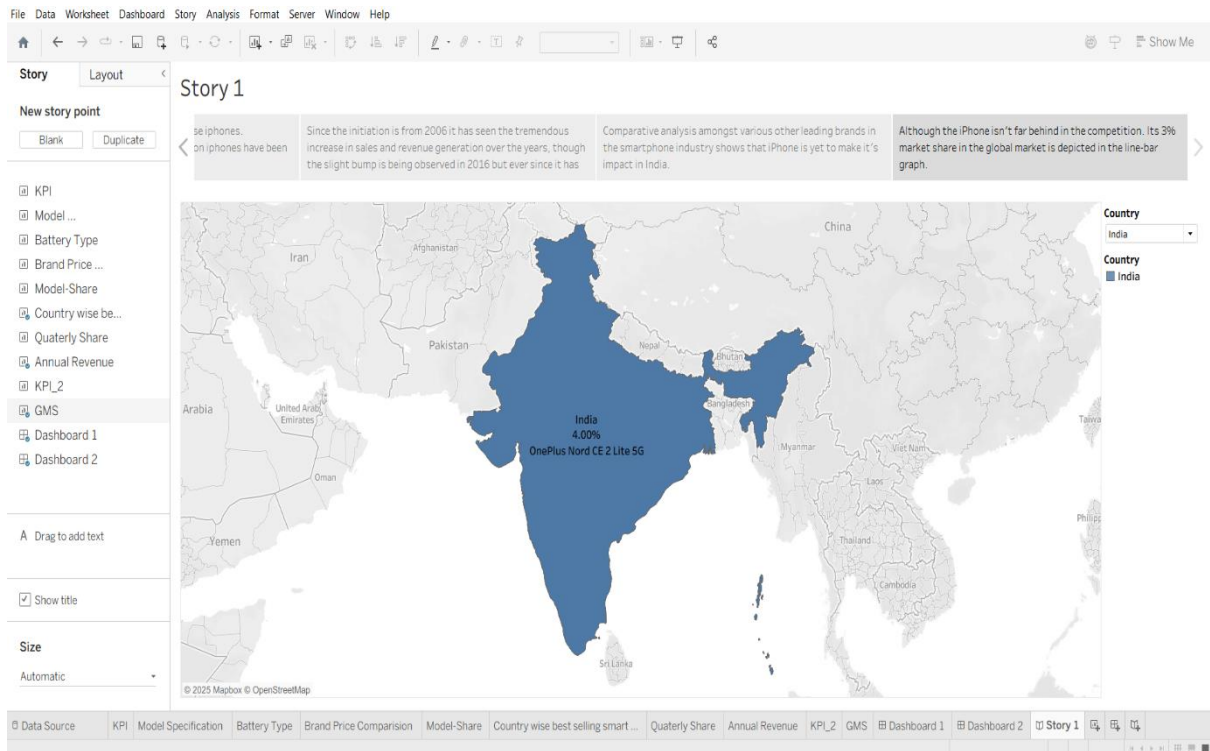 File Data Worksheet Dashboard Story Analysis Format Server Window Help
Show Me
Story Layout
New story point
Blank Duplicate
KPI
Model ...
Battery Type
Brand Price ...
Model-Share
Country wise be...
Quaterly Share
Annual Revenue
KPI_2
GMS
Dashboard 1
Dashboard 2
A Drag to add text
Show title
Size
Automatic
Story 1
se iphones.
on iphones have been
Since the initiation is from 2006 it has seen the tremendous
increase in sales and revenue generation over the years, though
the slight bump is being observed in 2016 but ever since it has
Comparative analysis amongst various other leading brands in
the smartphone industry shows that iPhone is yet to make it's
impact in India.
Although the iPhone isn't far behind in the competition. Its 3%
market share in the global market is depicted in the line-bar
graph.
China
Afghanistan
Iran
Pakistan
Nepal
Bhutan
Bangladesh
Arabia
United Arab
Emirates
India
4.00%
OnePlus Nord CE 2 Lite 5G
Taiwa
Myanmar
Viet Nam
Laos
Oman
Yemen
Thailand
Philipp
Cambodia
Sri Lanka
© 2025 Mapbox © OpenStreetMap
Country
India
Country
India
Data Source KPI Model Specification Battery Type Brand Price Comparision Model-Share Country wise best selling smart ... Quaterly Share Annual Revenue KPI_2 GMS Dashboard 1 Dashboard 2 Story 1